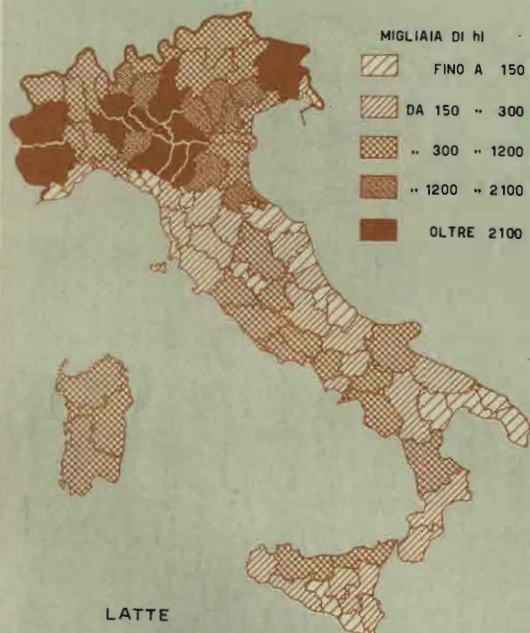 MIGLIAIA DI hl
FINO A 150
DA 150 " 300
" 300 " 1200
" 1200 " 2100
OLTRE 2100
LATTE